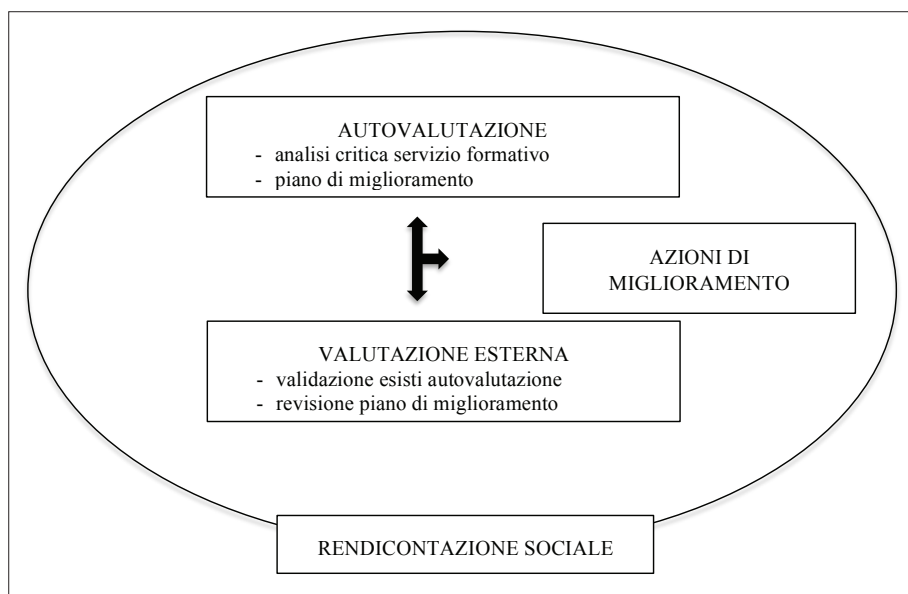 AUTOVALUTAZIONE
- analisi critica servizio formativo
- piano di miglioramento
AZIONI DI
MIGLIORAMENTO
VALUTAZIONE ESTERNA
- validazione esisti autovalutazione
- revisione piano di miglioramento
RENDICONTAZIONE SOCIALE